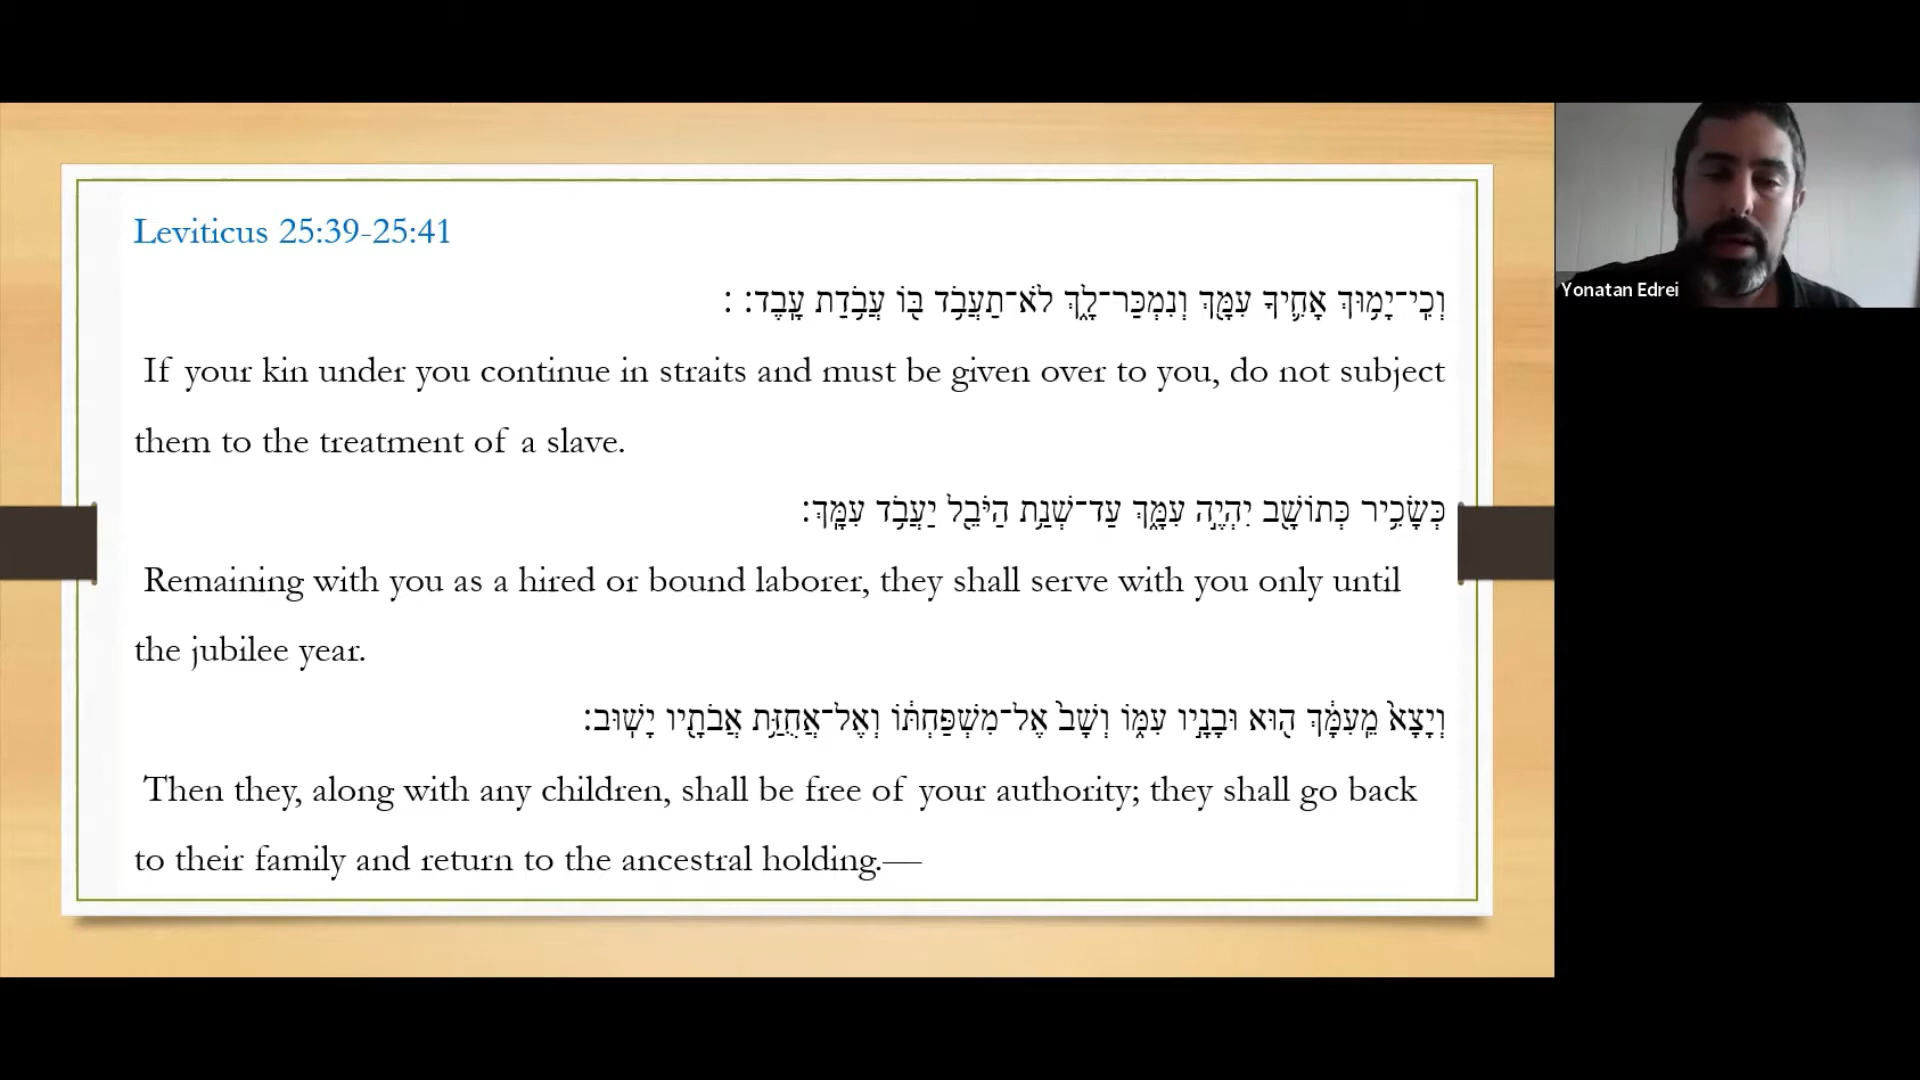 Leviticus 25:39-25:41
וְכִֽי־יָמ֥וּךְ אָחִ֛יךָ עִמָּ֖ךְ וְנִמְכַּר־לָ֑ךְ לֹא־תַעֲבֹ֥ד בּ֖וֹ עֲבֹ֥דַת עָֽבֶד׃ :
If your kin under you continue in straits and must be given over to you, do not subject
them to the treatment of a slave.
כְּשָׂכִ֥יר כְּתוֹשָׁ֖ב יִהְיֶ֣ה עִמָּ֑ךְ עַד־שְׁנַ֥ת הַיֹּבֵ֖ל יַעֲבֹ֥ד עִמָּֽךְ׃
Remaining with you as a hired or bound laborer, they shall serve with you only until
the jubilee year.
וְיָצָא֙ מֵֽעִמָּ֔ךְ ה֖וּא וּבָנָ֣יו עִמּ֑וֹ וְשָׁב֙ אֶל־מִשְׁפַּחְתּ֔וֹ וְאֶל־אֲחֻזַּ֥ת אֲבֹתָ֖יו יָשֽׁוּב׃
Then they, along with any children, shall be free of your authority; they shall go back
to their family and return to the ancestral holding.—
Yonatan Edrei